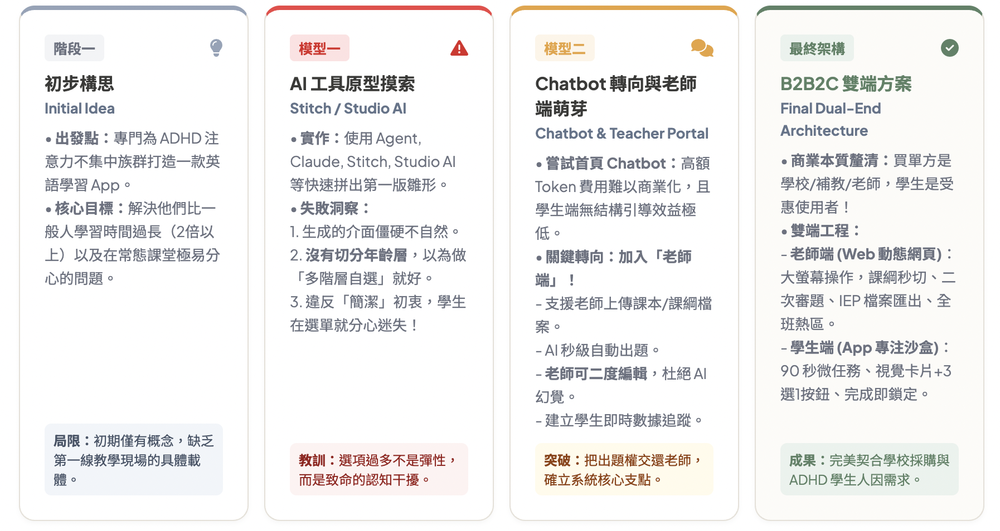 階段一
初步構思
Initial Idea
• 出發點：專門為 ADHD 注
意力不集中族群打造一款英
語學習 App。
• 核心目標：解決他們比一
般人學習時間過長（2倍以
上）以及在常態課堂極易分
心的問題。
局限：初期僅有概念，缺乏
第一線教學現場的具體載
體。
模型一
AI 工具原型摸索
Stitch / Studio AI
• 實作：使用 Agent,
Claude, Stitch, Studio AI
等快速拼出第一版雛形。
• 失敗洞察：
1. 生成的介面僵硬不自然。
2. 沒有切分年齡層，以為做
「多階層自選」就好。
3. 違反「簡潔」初衷，學生
在選單就分心迷失！
教訓：選項過多不是彈性，
而是致命的認知干擾。
模型二
Chatbot 轉向與老師
端萌芽
Chatbot & Teacher Portal
• 嘗試首頁 Chatbot：高額
Token 費用難以商業化，且
學生端無結構引導效益極
低。
• 關鍵轉向：加入「老師
端」！
- 支援老師上傳課本/課綱檔
案。
- AI 秒級自動出題。
- 老師可二度編輯，杜絕 AI
幻覺。
- 建立學生即時數據追蹤。
突破：把出題權交還老師，
確立系統核心支點。
最終架構
B2B2C 雙端方案
Final Dual-End
Architecture
• 商業本質釐清：買單方是
學校/補教/老師，學生是受
惠使用者！
• 雙端工程：
- 老師端 (Web 動態網頁)：
大螢幕操作，課綱秒切、二
次審題、IEP 檔案匯出、全
班熱區。
- 學生端 (App 專注沙盒)：
90 秒微任務、視覺卡片+3
選1按鈕、完成即鎖定。
成果：完美契合學校採購與
ADHD 學生人因需求。